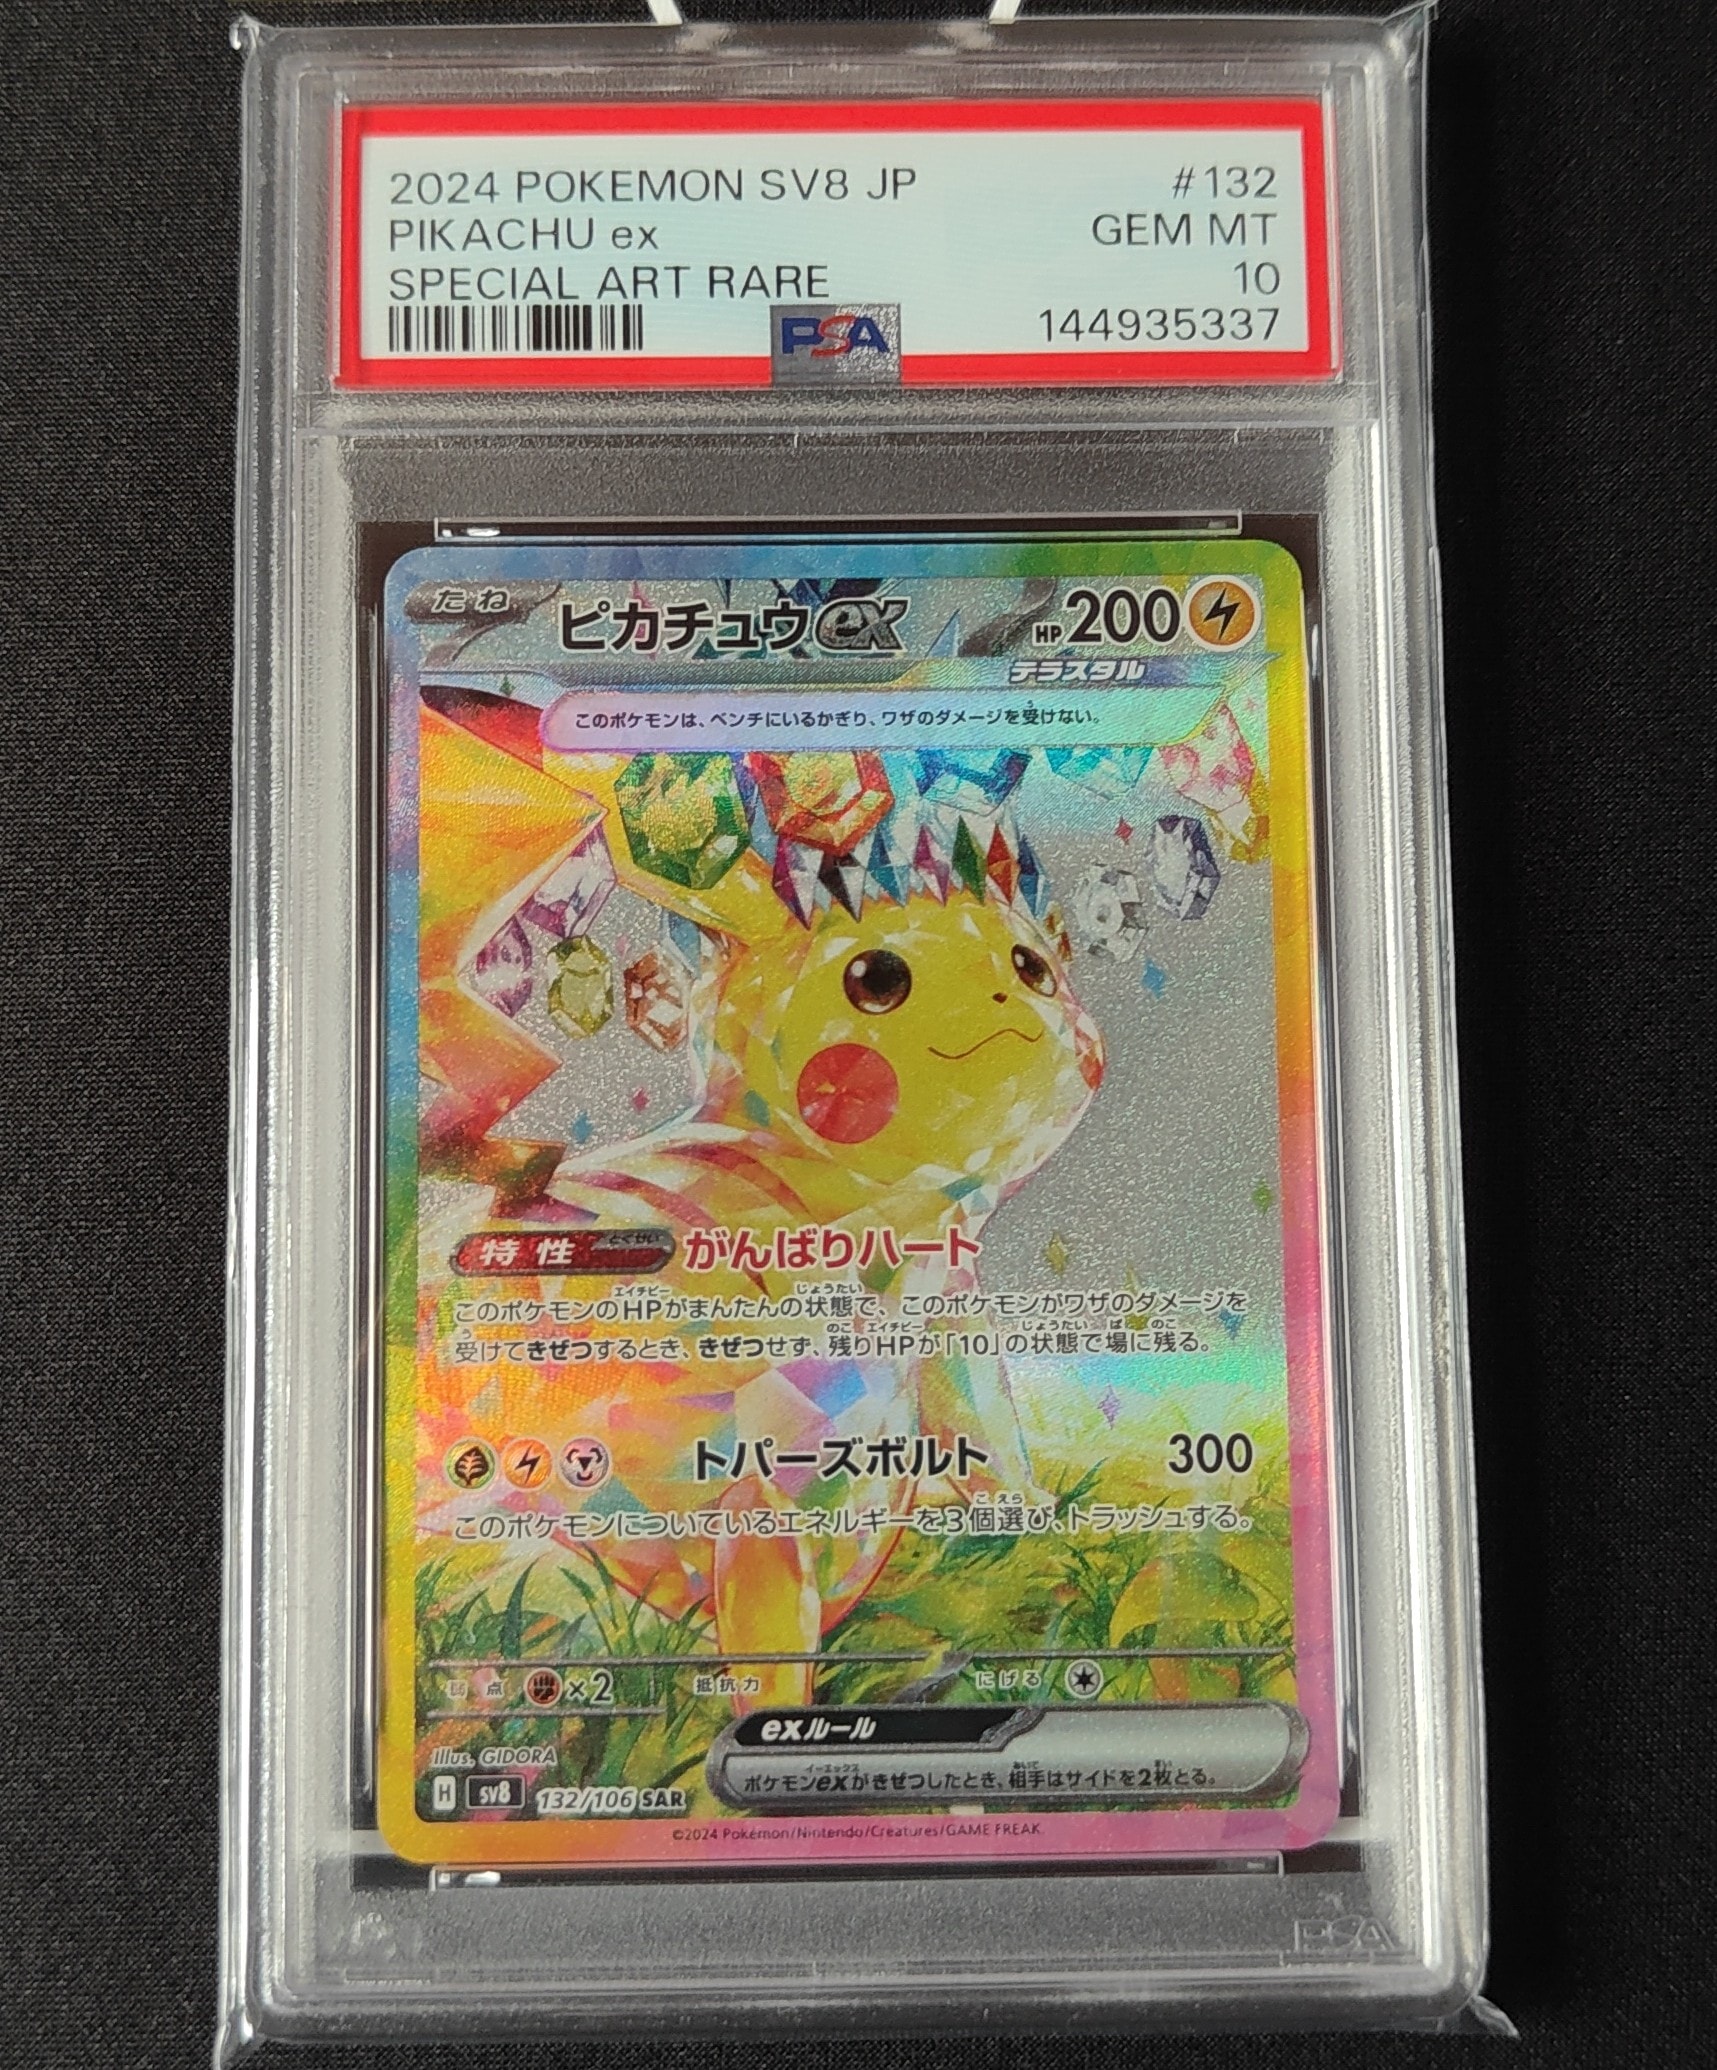 2024 POKEMON SV8 JP #132
PIKACHU ex GEM MT
SPECIAL ART RARE 10
PSA 144935337
たね ピカチュウex HP200
テラスタル
このポケモンは、ベンチにいるかぎり、ワザのダメージを受けない。
特性 とくせい がんばりハート
このポケモンのHPがまんたんの状態で、このポケモンがワザのダメージを
受けてきぜつするとき、きぜつせず、残りHPが「10」の状態で場に残る。
トパーズボルト 300
このポケモンについているエネルギーを3個選び、トラッシュする。
弱点 ×2 抵抗力 にげる
exルール
ポケモンexがきぜつしたとき、相手はサイドを2枚とる。
illus. GIDORA
H sv8 132/106 SAR
©2024 Pokémon/Nintendo/Creatures/GAME FREAK.
PSA